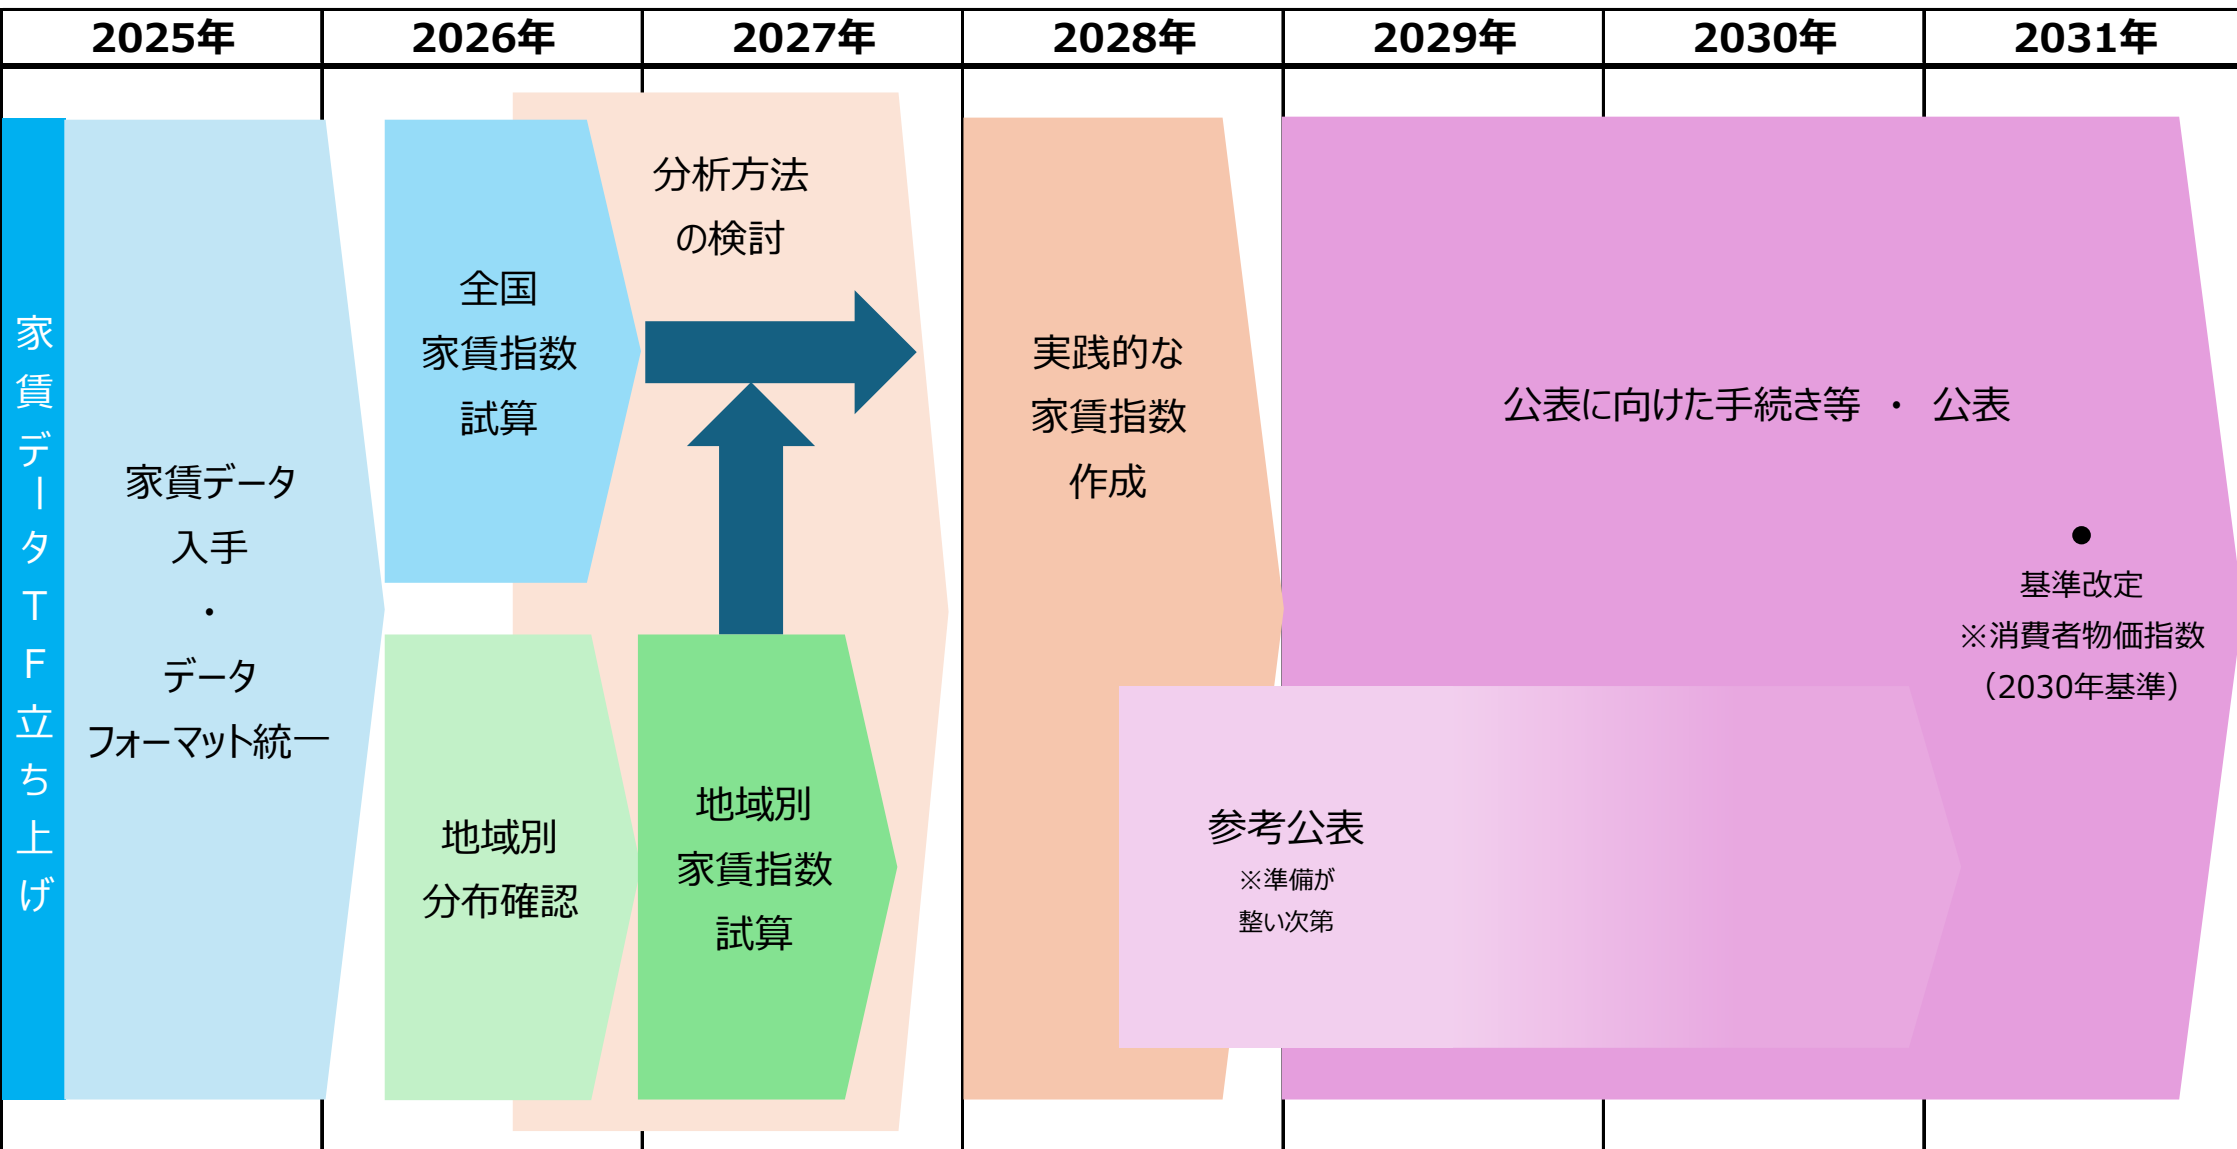 2025年 2026年 2027年 2028年 2029年 2030年 2031年
家賃データTF立ち上げ
家賃データ
入手
・
データ
フォーマット統一
全国
家賃指数
試算
分析方法
の検討
地域別
分布確認
地域別
家賃指数
試算
実践的な
家賃指数
作成
公表に向けた手続き等 ・ 公表
●
基準改定
※消費者物価指数
（2030年基準）
参考公表
※準備が
整い次第